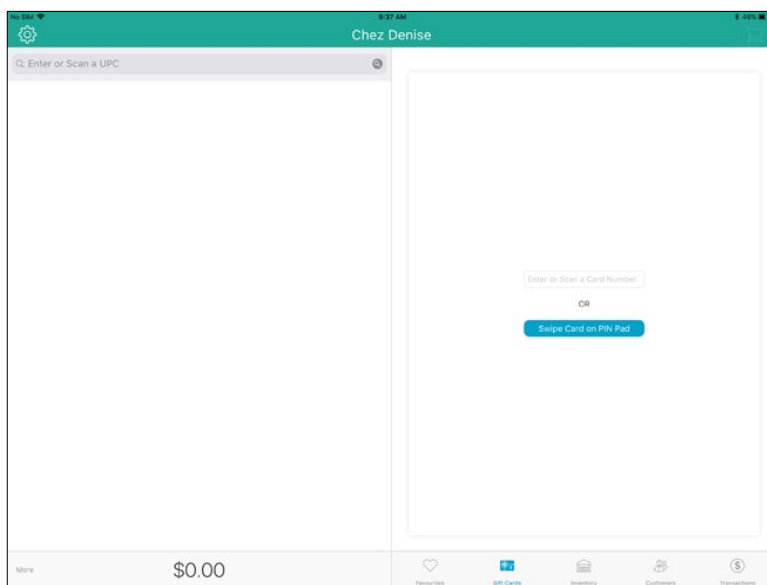 No SIM
9:37 AM
46%
Chez Denise
Enter or Scan a UPC
Enter or Scan a Card Number
OR
Swipe Card on PIN Pad
More
$0.00
Favourites
Gift Cards
Inventory
Customers
Transactions